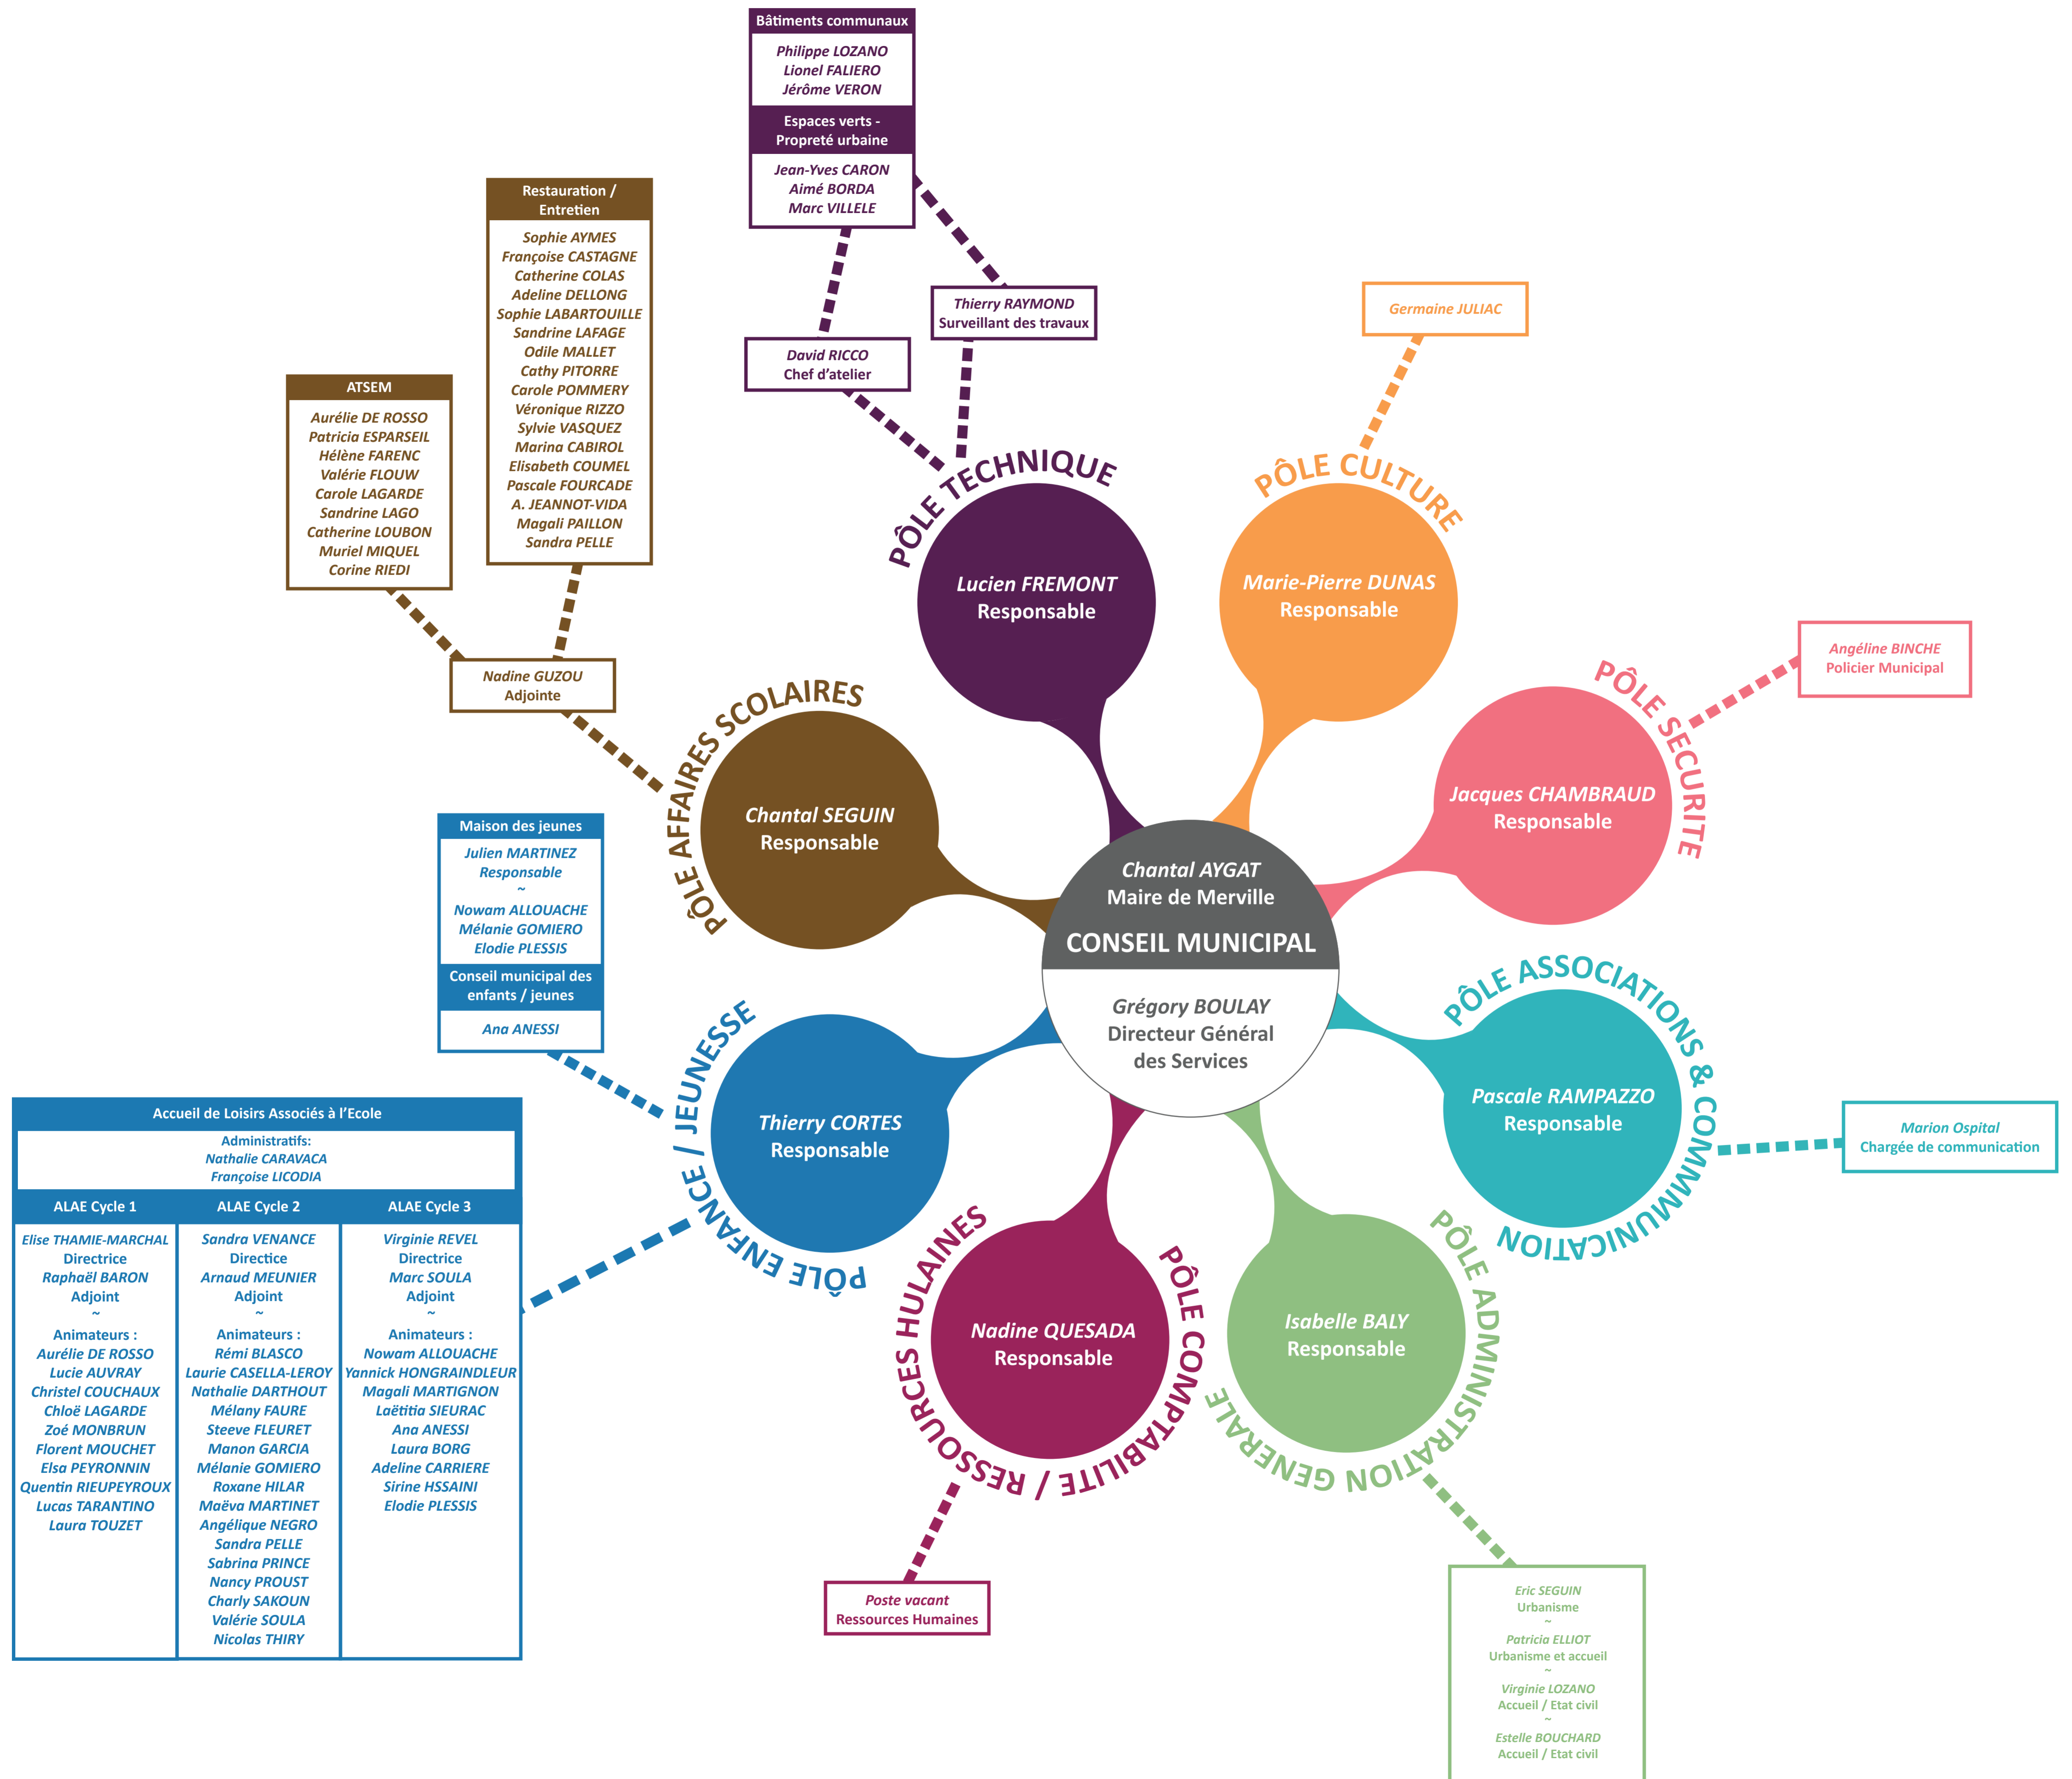 Bâtiments communaux
Philippe LOZANO
Lionel FALIERO
Jérôme VERON
Espaces verts -
Propreté urbaine
Jean-Yves CARON
Aimé BORDA
Marc VILLELE
Thierry RAYMOND
Surveillant des travaux
David RICCO
Chef d’atelier
PÔLE TECHNIQUE
Lucien FREMONT
Responsable
Germaine JULIAC
PÔLE CULTURE
Marie-Pierre DUNAS
Responsable
Angéline BINCHE
Policier Municipal
PÔLE SECURITE
Jacques CHAMBRAUD
Responsable
Restauration /
Entretien
Sophie AYMES
Françoise CASTAGNE
Catherine COLAS
Adeline DELLONG
Sophie LABARTOUILLE
Sandrine LAFAGE
Odile MALLET
Cathy PITORRE
Carole POMMERY
Véronique RIZZO
Sylvie VASQUEZ
Marina CABIROL
Elisabeth COUMEL
Pascale FOURCADE
A. JEANNOT-VIDA
Magali PAILLON
Sandra PELLE
ATSEM
Aurélie DE ROSSO
Patricia ESPARSEIL
Hélène FARENC
Valérie FLOUW
Carole LAGARDE
Sandrine LAGO
Catherine LOUBON
Muriel MIQUEL
Corine RIEDI
Nadine GUZOU
Adjointe
PÔLE AFFAIRES SCOLAIRES
Chantal SEGUIN
Responsable
Chantal AYGAT
Maire de Merville
CONSEIL MUNICIPAL
Grégory BOULAY
Directeur Général
des Services
PÔLE ASSOCIATIONS & COMMUNICATION
Pascale RAMPAZZO
Responsable
Marion Ospital
Chargée de communication
Maison des jeunes
Julien MARTINEZ
Responsable
~
Nowam ALLOUACHE
Mélanie GOMIERO
Elodie PLESSIS
Conseil municipal des
enfants / jeunes
Ana ANESSI
PÔLE ENFANCE / JEUNESSE
Thierry CORTES
Responsable
Accueil de Loisirs Associés à l’Ecole
Administratifs:
Nathalie CARAVACA
Françoise LICODIA
ALAE Cycle 1
Elise THAMIE-MARCHAL
Directrice
Raphaël BARON
Adjoint
~
Animateurs :
Aurélie DE ROSSO
Lucie AUVRAY
Christel COUCHAUX
Chloë LAGARDE
Zoé MONBRUN
Florent MOUCHET
Elsa PEYRONNIN
Quentin RIEUPEYROUX
Lucas TARANTINO
Laura TOUZET
ALAE Cycle 2
Sandra VENANCE
Directice
Arnaud MEUNIER
Adjoint
~
Animateurs :
Rémi BLASCO
Laurie CASELLA-LEROY
Nathalie DARTHOUT
Mélany FAURE
Steeve FLEURET
Manon GARCIA
Mélanie GOMIERO
Roxane HILAR
Maëva MARTINET
Angélique NEGRO
Sandra PELLE
Sabrina PRINCE
Nancy PROUST
Charly SAKOUN
Valérie SOULA
Nicolas THIRY
ALAE Cycle 3
Virginie REVEL
Directrice
Marc SOULA
Adjoint
~
Animateurs :
Nowam ALLOUACHE
Yannick HONGRAINDLEUR
Magali MARTIGNON
Laëtitia SIEURAC
Ana ANESSI
Laura BORG
Adeline CARRIERE
Sirine HSSAINI
Elodie PLESSIS
PÔLE COMPTABILITE / RESSOURCES HULAINES
Nadine QUESADA
Responsable
Poste vacant
Ressources Humaines
PÔLE ADMINISTRATION GENERALE
Isabelle BALY
Responsable
Eric SEGUIN
Urbanisme
~
Patricia ELLIOT
Urbanisme et accueil
~
Virginie LOZANO
Accueil / Etat civil
~
Estelle BOUCHARD
Accueil / Etat civil